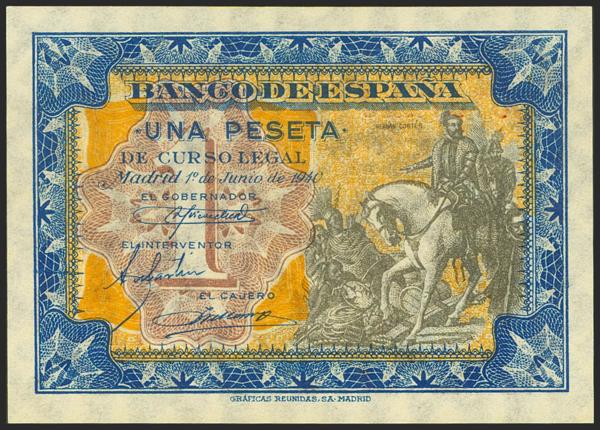 BANCO DE ESPAÑA
HERNAN CORTES
·UNA PESETA·
DE CURSO LEGAL
Madrid 1º de Junio de 1940
EL GOBERNADOR
EL INTERVENTOR
1
EL CAJERO
GRÁFICAS REUNIDAS, S.A.-MADRID